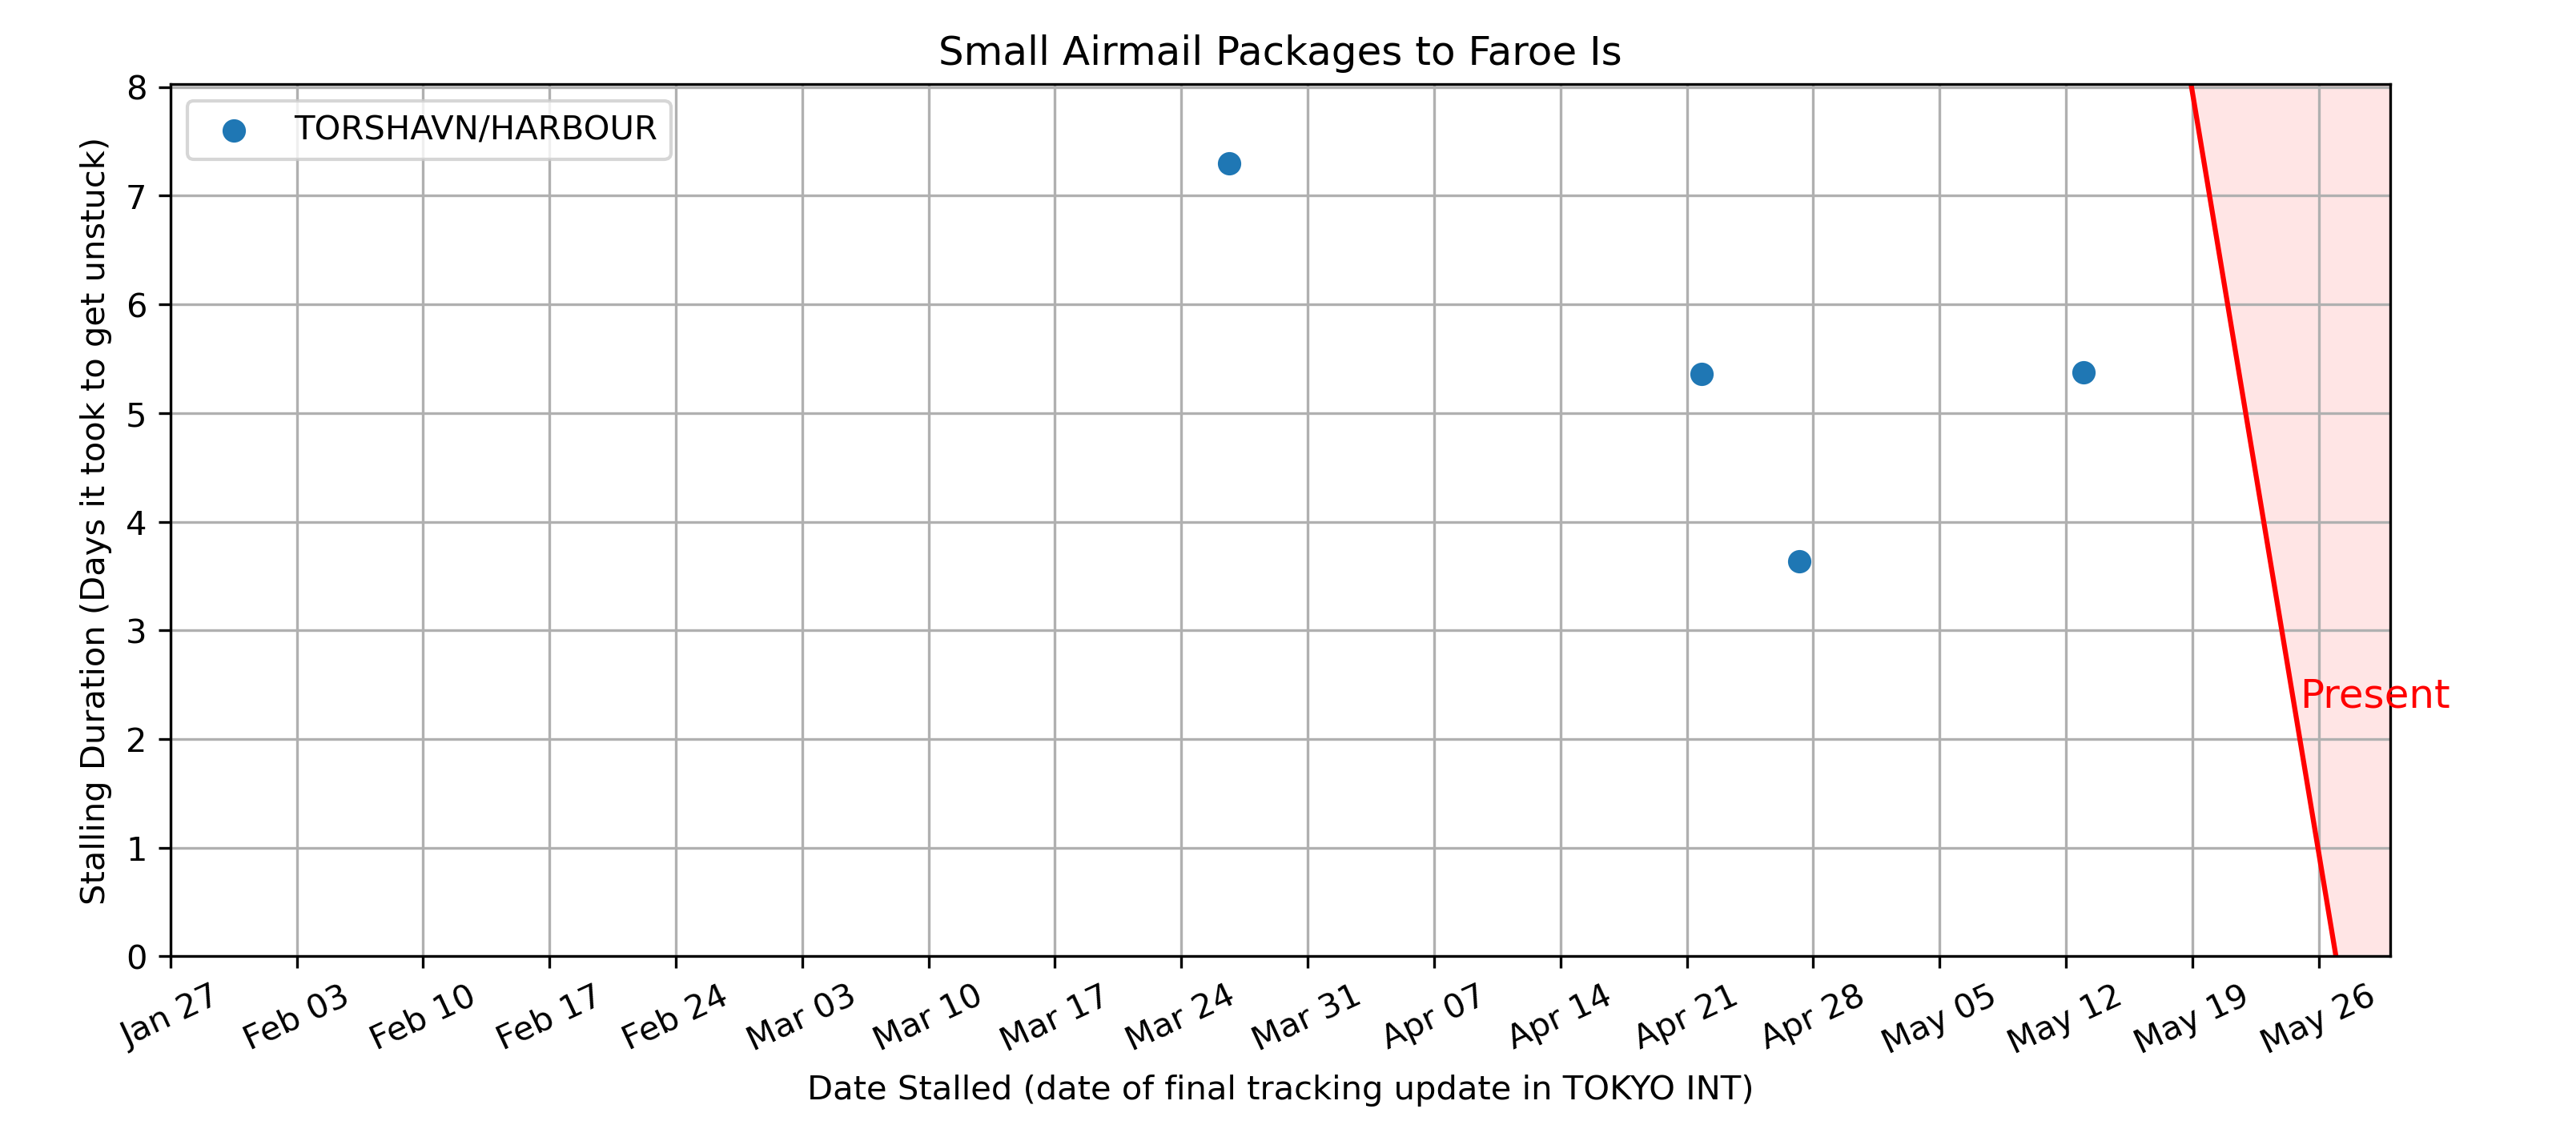 Small Airmail Packages to Faroe Is
TORSHAVN/HARBOUR
Stalling Duration (Days it took to get unstuck)
8
7
6
5
4
3
2
1
0
Present
Jan 27
Feb 03
Feb 10
Feb 17
Feb 24
Mar 03
Mar 10
Mar 17
Mar 24
Mar 31
Apr 07
Apr 14
Apr 21
Apr 28
May 05
May 12
May 19
May 26
Date Stalled (date of final tracking update in TOKYO INT)